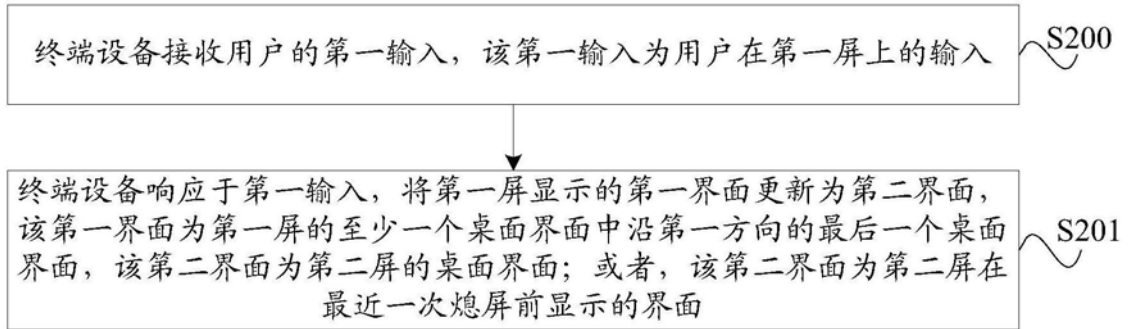 终端设备接收用户的第一输入，该第一输入为用户在第一屏上的输入
S200
终端设备响应于第一输入，将第一屏显示的第一界面更新为第二界面，
该第一界面为第一屏的至少一个桌面界面中沿第一方向的最后一个桌面
界面，该第二界面为第二屏的桌面界面；或者，该第二界面为第二屏在
最近一次熄屏前显示的界面
S201